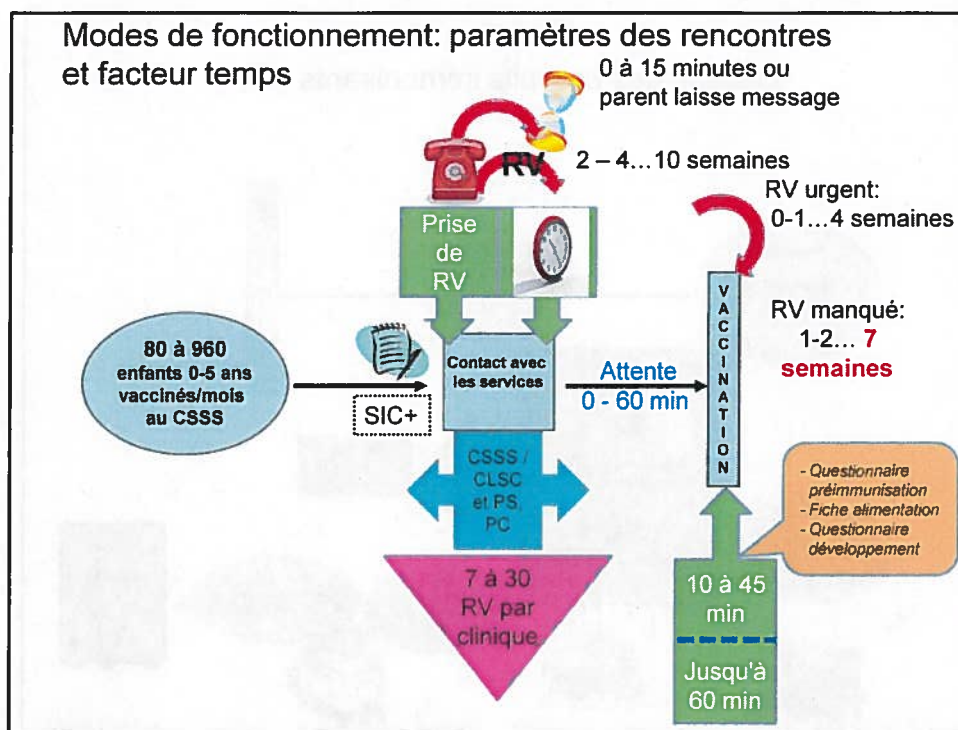 Modes de fonctionnement: paramètres des rencontres
et facteur temps
0 à 15 minutes ou
parent laisse message
RV
2 – 4…10 semaines
RV urgent:
0-1…4 semaines
Prise
de
RV
RV manqué:
1-2… 7
semaines
80 à 960
enfants 0-5 ans
vaccinés/mois
au CSSS
SIC+
Contact avec
les services
Attente
0 - 60 min
VACCINATION
CSSS /
CLSC
et PS,
PC
- Questionnaire
préimmunisation
- Fiche alimentation
- Questionnaire
développement
7 à 30
RV par
clinique
10 à 45
min
Jusqu'à
60 min